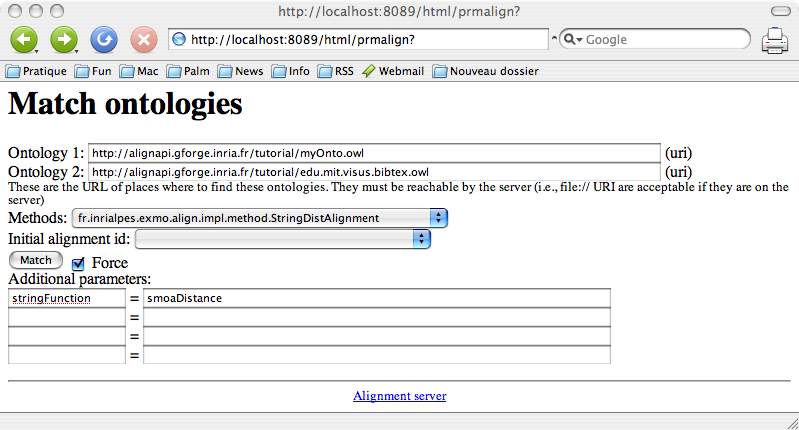 http://localhost:8089/html/prmalign?
http://localhost:8089/html/prmalign? Google
Pratique Fun Mac Palm News Info RSS Webmail Nouveau dossier
Match ontologies
Ontology 1: http://alignapi.gforge.inria.fr/tutorial/myOnto.owl (uri)
Ontology 2: http://alignapi.gforge.inria.fr/tutorial/edu.mit.visus.bibtex.owl (uri)
These are the URL of places where to find these ontologies. They must be reachable by the server (i.e., file:// URI are acceptable if they are on the
server)
Methods: fr.inrialpes.exmo.align.impl.method.StringDistAlignment
Initial alignment id:
Match Force
Additional parameters:
stringFunction = smoaDistance
=
=
=
Alignment server